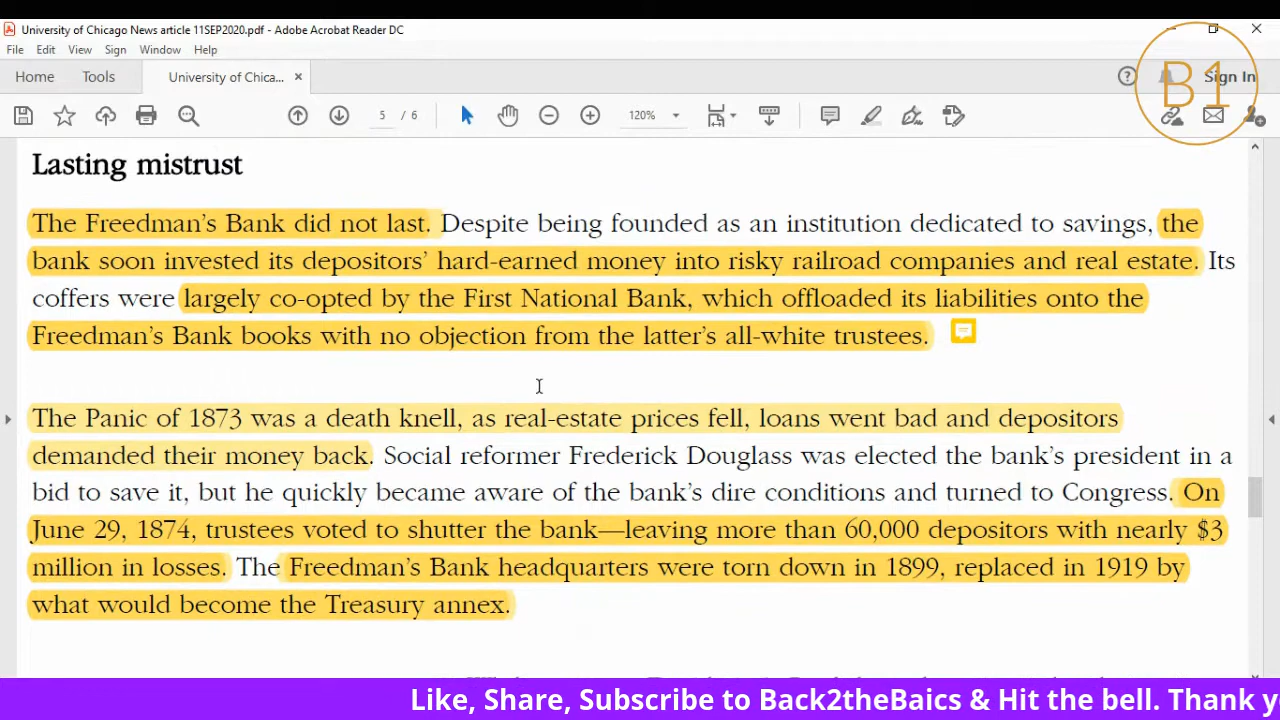 University of Chicago News article 11SEP2020.pdf - Adobe Acrobat Reader DC
File Edit View Sign Window Help
Home Tools University of Chica... × Sign In
B1
5 / 6 120%
Lasting mistrust
The Freedman's Bank did not last. Despite being founded as an institution dedicated to savings, the
bank soon invested its depositors' hard-earned money into risky railroad companies and real estate. Its
coffers were largely co-opted by the First National Bank, which offloaded its liabilities onto the
Freedman's Bank books with no objection from the latter's all-white trustees.
The Panic of 1873 was a death knell, as real-estate prices fell, loans went bad and depositors
demanded their money back. Social reformer Frederick Douglass was elected the bank's president in a
bid to save it, but he quickly became aware of the bank's dire conditions and turned to Congress. On
June 29, 1874, trustees voted to shutter the bank—leaving more than 60,000 depositors with nearly $3
million in losses. The Freedman's Bank headquarters were torn down in 1899, replaced in 1919 by
what would become the Treasury annex.
Like, Share, Subscribe to Back2theBaics & Hit the bell. Thank y